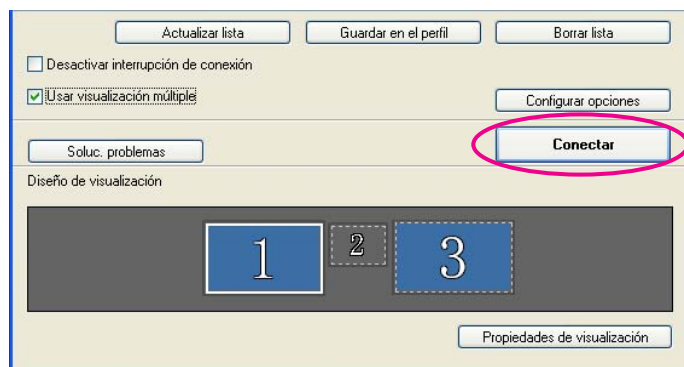 Actualizar lista Guardar en el perfil Borrar lista
Desactivar interrupción de conexión
Usar visualización múltiple
Configurar opciones
Conectar
Soluc. problemas
Diseño de visualización
1 2 3
Propiedades de visualización